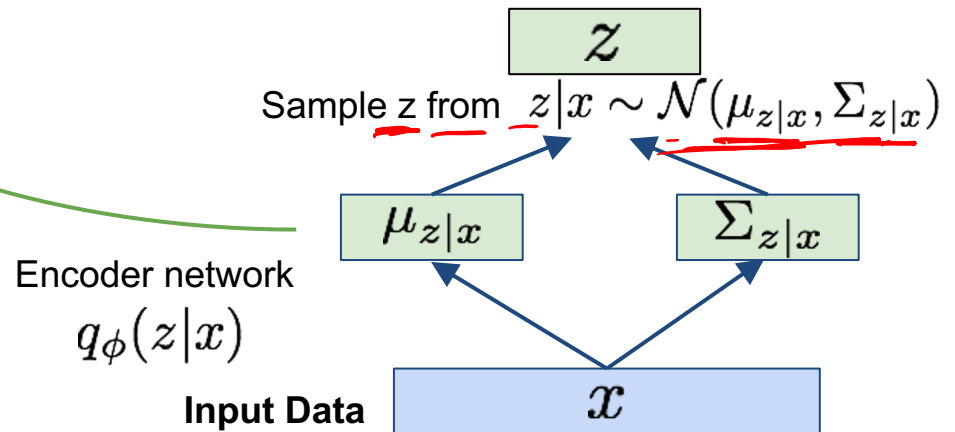 z
Sample z from z|x ∼ 𝒩(μ_{z|x}, Σ_{z|x})
μ_{z|x} Σ_{z|x}
Encoder network
q_ϕ(z|x)
Input Data x